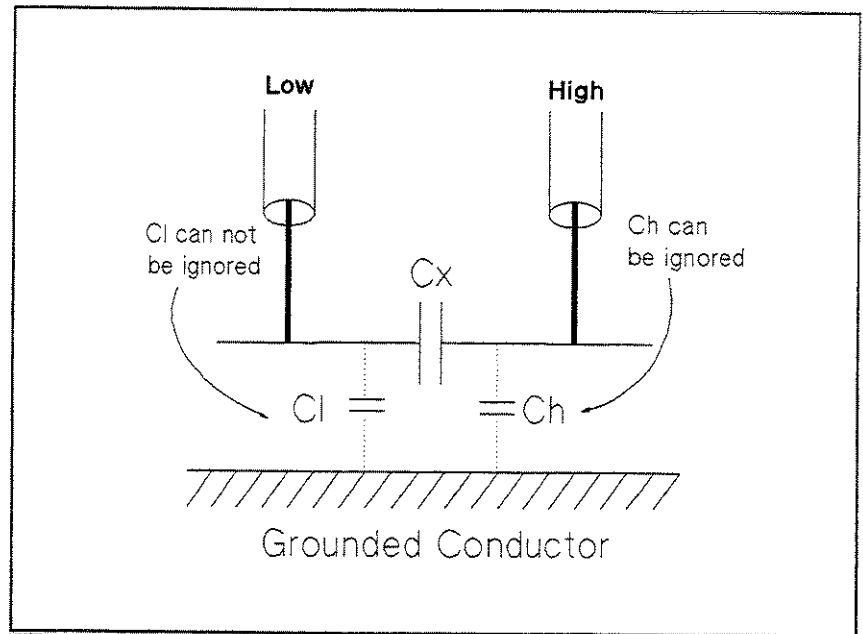 Low
High
Cl can not
be ignored
Ch can
be ignored
Cx
Cl
Ch
Grounded Conductor